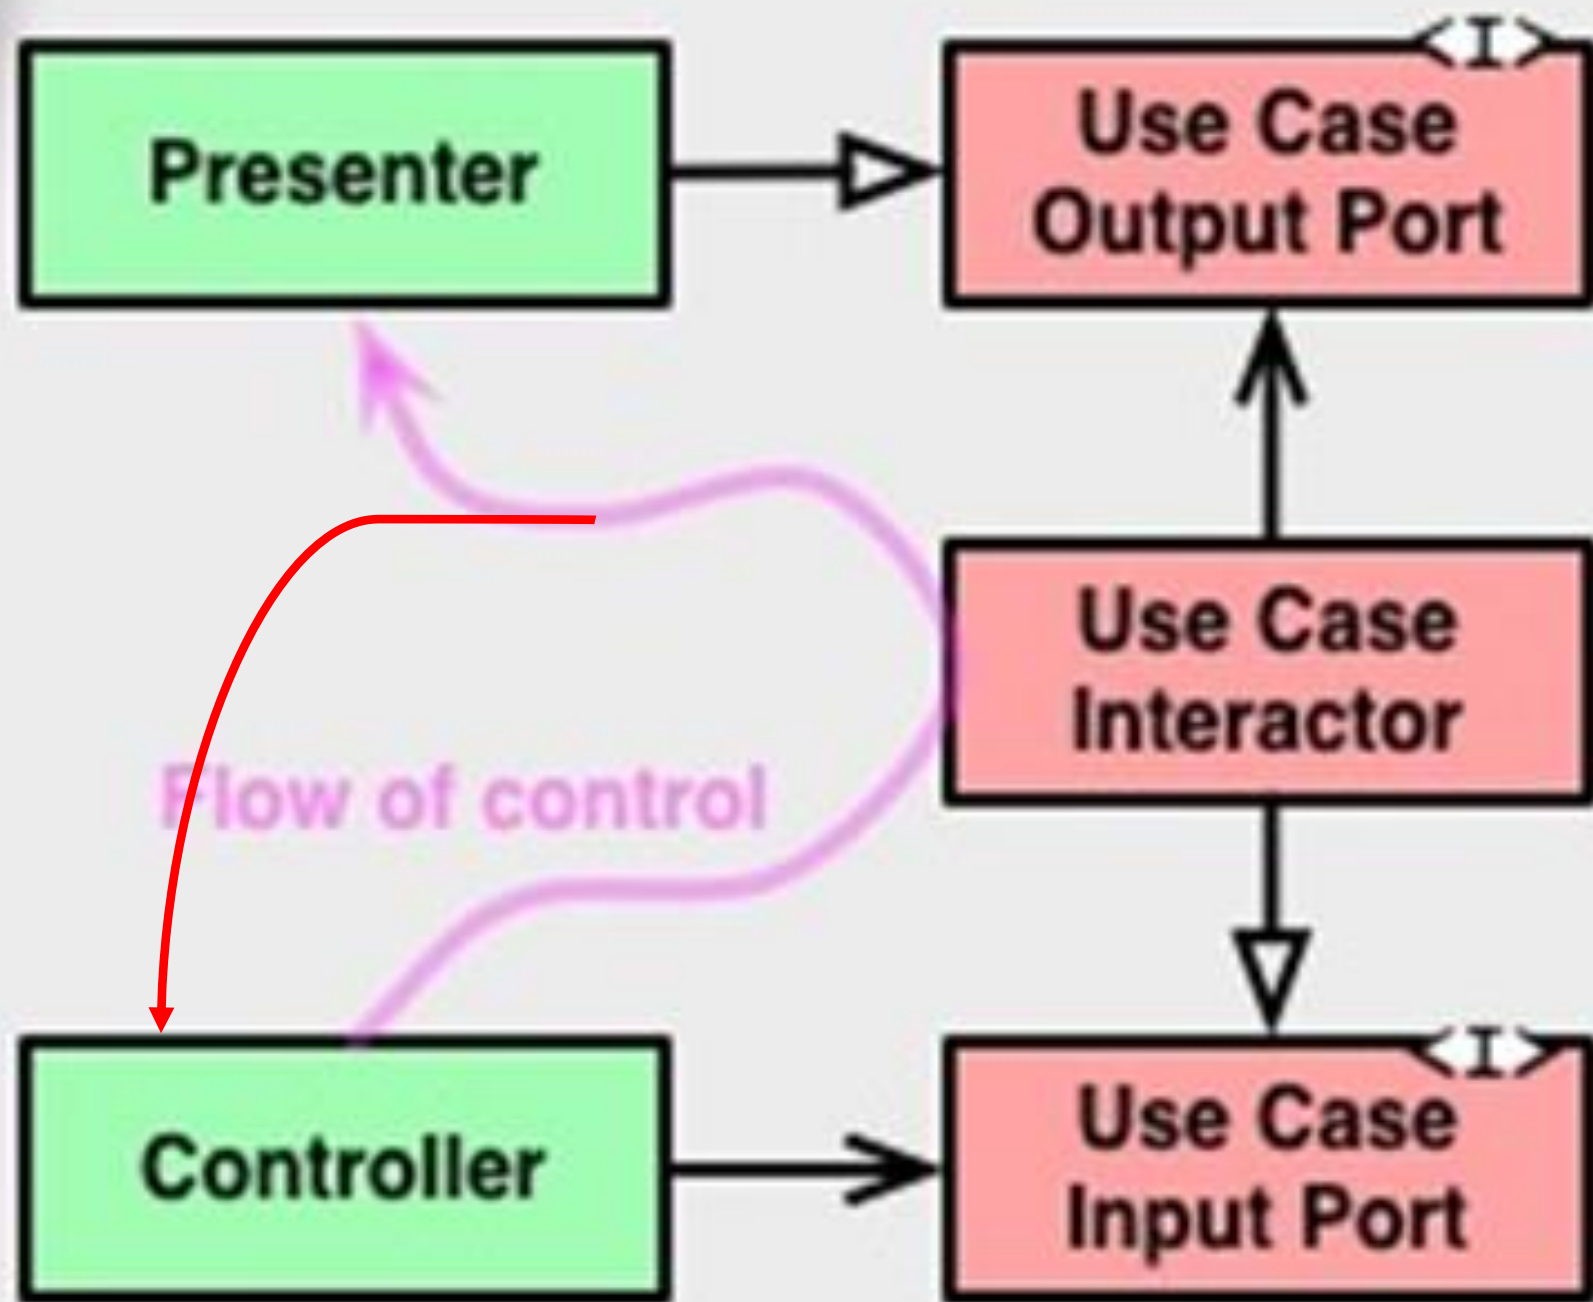 Presenter
<I>
Use Case
Output Port
Use Case
Interactor
Flow of control
Controller
<I>
Use Case
Input Port